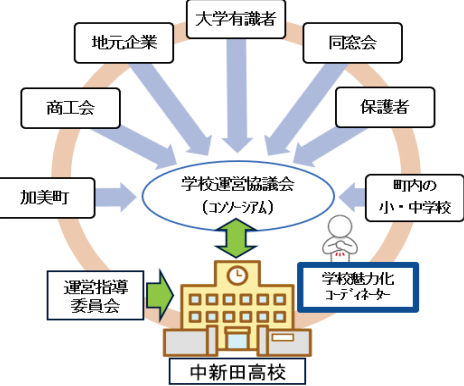 大学有識者
地元企業
同窓会
商工会
保護者
加美町
学校運営協議会
（ｺﾝｿｰｼｱﾑ）
町内の
小・中学校
運営指導
委員会
学校魅力化
ｺｰﾃﾞｨﾈｰﾀｰ
中新田高校